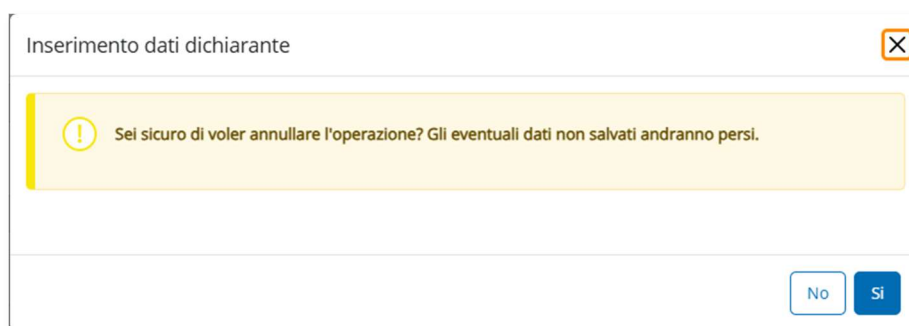 Inserimento dati dichiarante
Sei sicuro di voler annullare l'operazione? Gli eventuali dati non salvati andranno persi.
No
Si